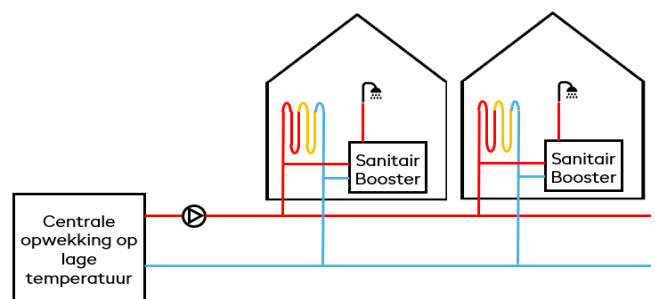 Sanitair
Booster
Sanitair
Booster
Centrale
opwekking op
lage
temperatuur